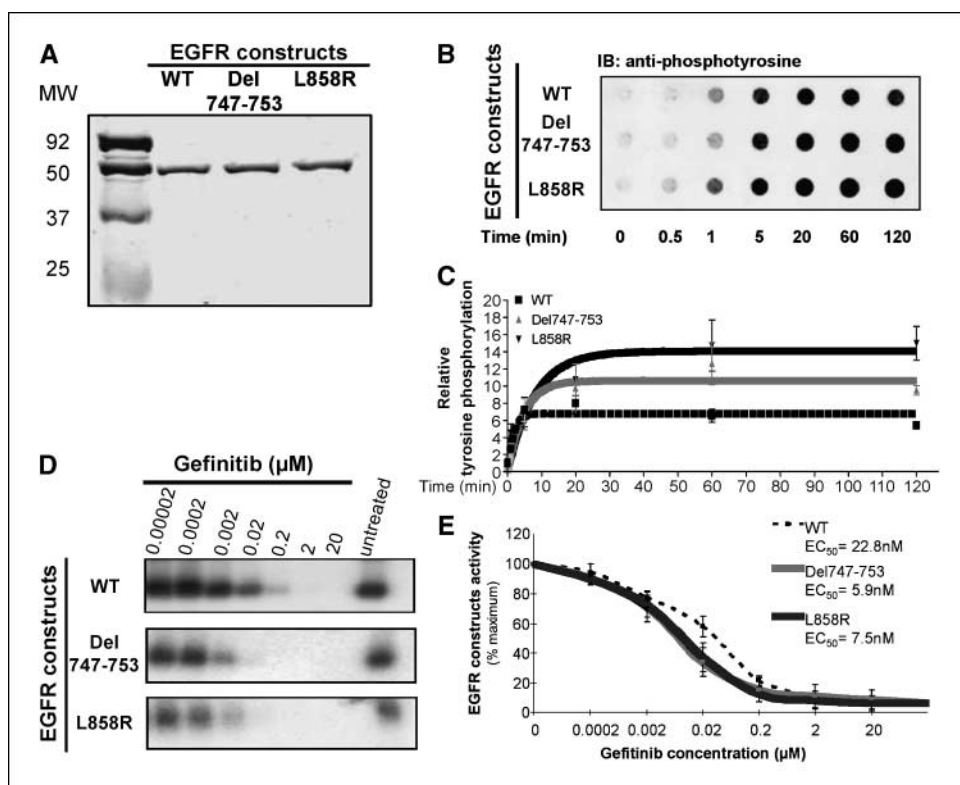 A
EGFR constructs
WT Del L858R
747-753
MW
92
50
37
25
B
IB: anti-phosphotyrosine
EGFR constructs
WT
Del
747-753
L858R
Time (min) 0 0.5 1 5 20 60 120
C
WT
Del747-753
L858R
Relative
tyrosine phosphorylation
20
18
16
14
12
10
8
6
4
2
0
Time (min) 0 10 20 30 40 50 60 70 80 90 100 110 120
D
Gefinitib (µM)
0.00002 0.0002 0.002 0.02 0.2 2 20 untreated
EGFR constructs
WT
Del
747-753
L858R
E
EGFR constructs activity
(% maximum)
120
100
80
60
40
20
0
WT
EC50= 22.8nM
Del747-753
EC50= 5.9nM
L858R
EC50= 7.5nM
0 0.0002 0.002 0.02 0.2 2 20
Gefitinib concentration (µM)